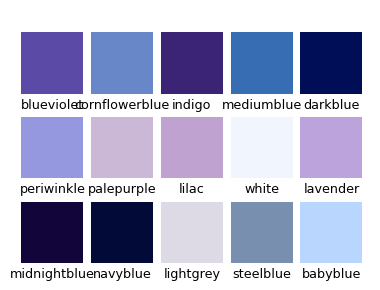 blueviolet cornflowerblue indigo mediumblue darkblue
periwinkle palepurple lilac white lavender
midnightblue navyblue lightgrey steelblue babyblue